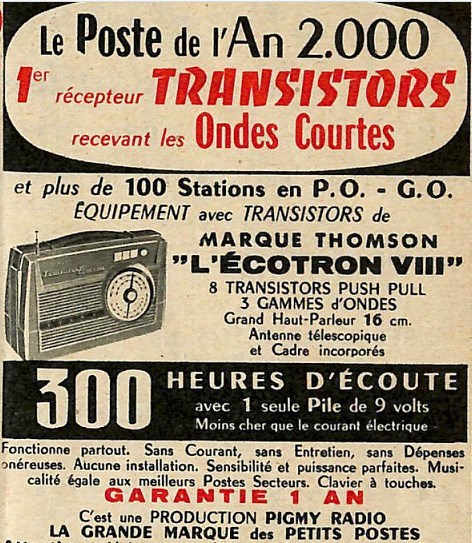 Le Poste de l'An 2.000
1er récepteur TRANSISTORS
recevant les Ondes Courtes
et plus de 100 Stations en P.O. - G.O.
ÉQUIPEMENT avec TRANSISTORS de
MARQUE THOMSON
"L'ÉCOTRON VIII"
8 TRANSISTORS PUSH PULL
3 GAMMES d'ONDES
Grand Haut-Parleur 16 cm.
Antenne télescopique
et Cadre incorporés
300 HEURES D'ÉCOUTE
avec 1 seule Pile de 9 volts
Moins cher que le courant électrique
Fonctionne partout. Sans Courant, sans Entretien, sans Dépenses
onéreuses. Aucune installation. Sensibilité et puissance parfaites. Musi-
calité égale aux meilleurs Postes Secteurs. Clavier à touches.
GARANTIE 1 AN
C'est une PRODUCTION PIGMY RADIO
LA GRANDE MARQUE des PETITS POSTES